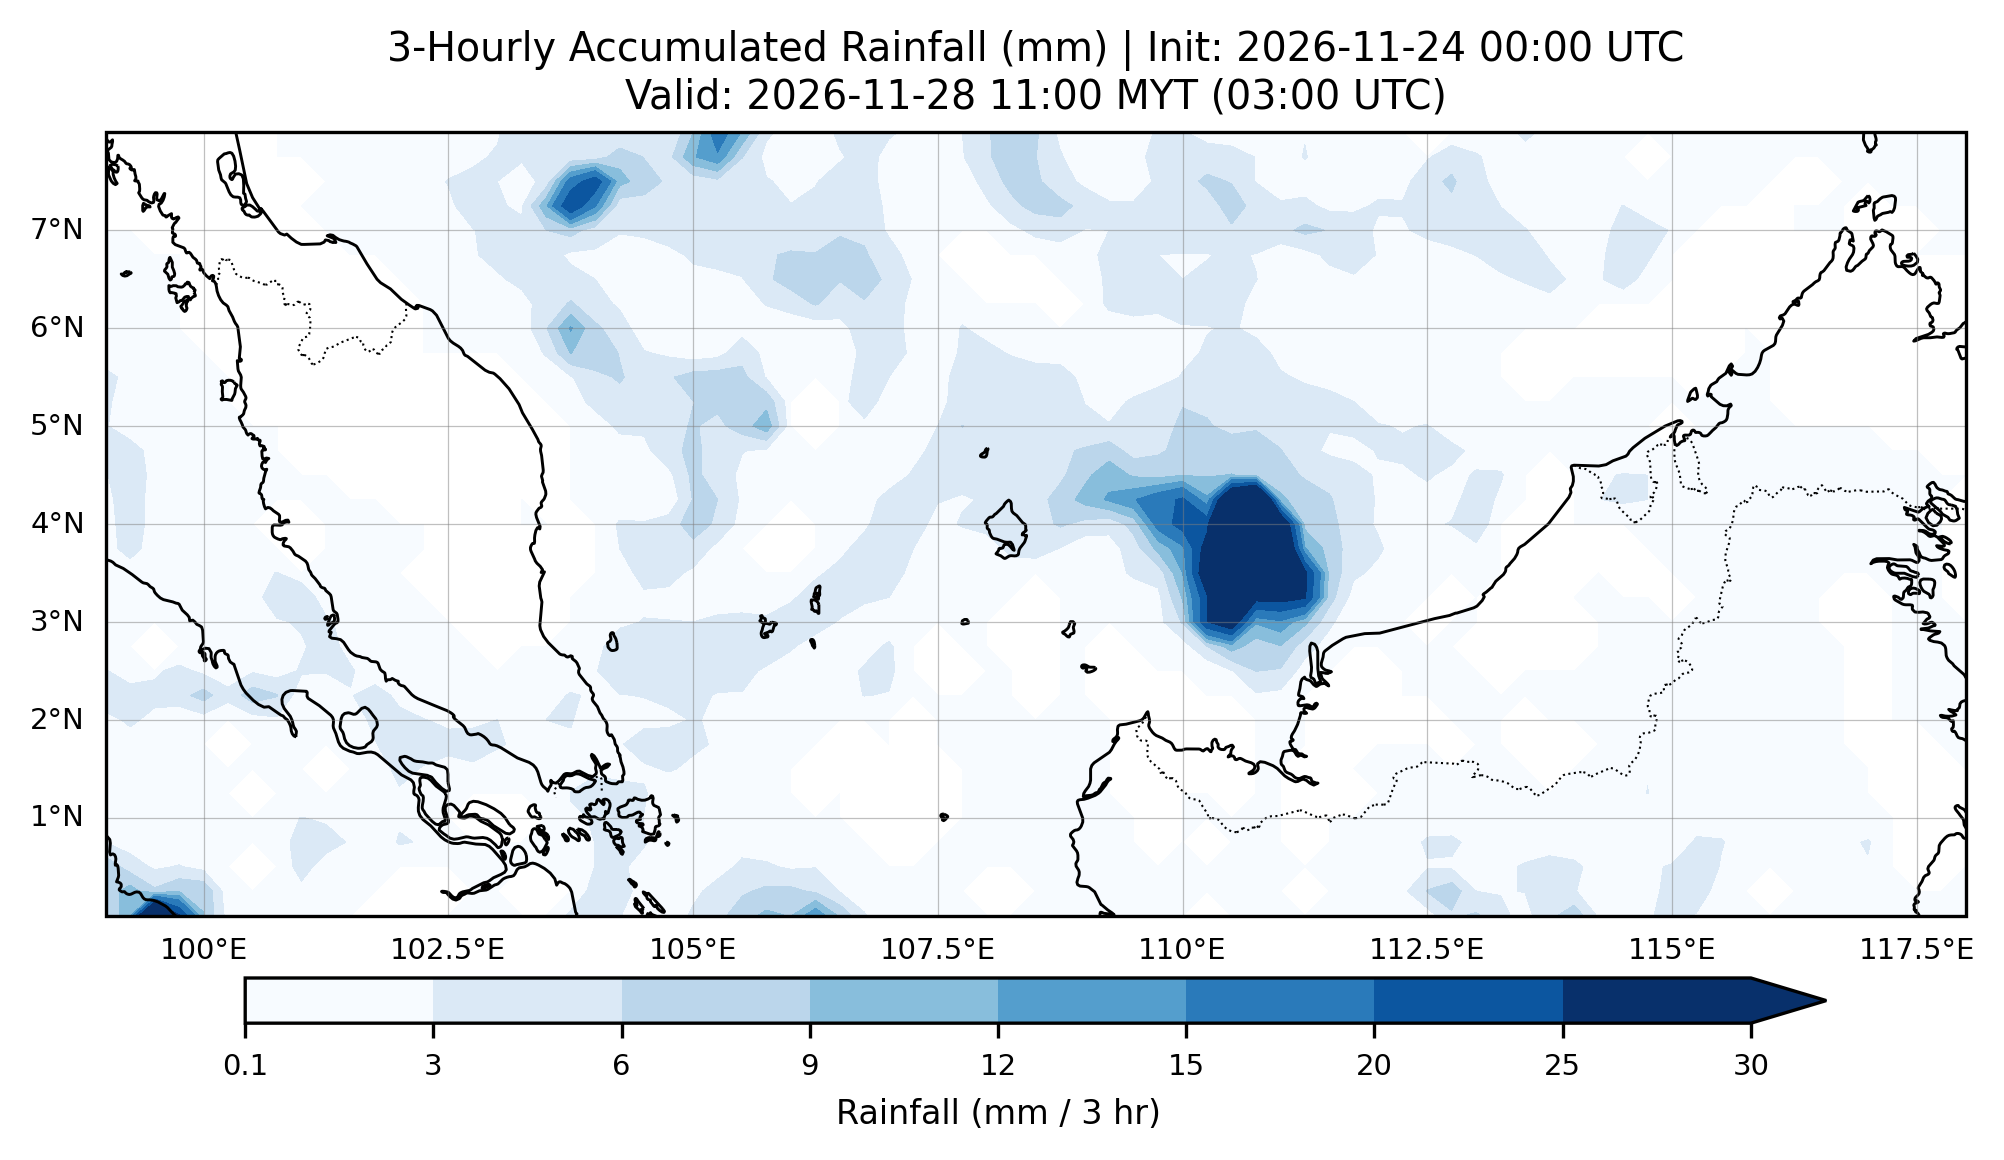 3-Hourly Accumulated Rainfall (mm) | Init: 2026-11-24 00:00 UTC
Valid: 2026-11-28 11:00 MYT (03:00 UTC)
7°N
6°N
5°N
4°N
3°N
2°N
1°N
100°E 102.5°E 105°E 107.5°E 110°E 112.5°E 115°E 117.5°E
0.1 3 6 9 12 15 20 25 30
Rainfall (mm / 3 hr)